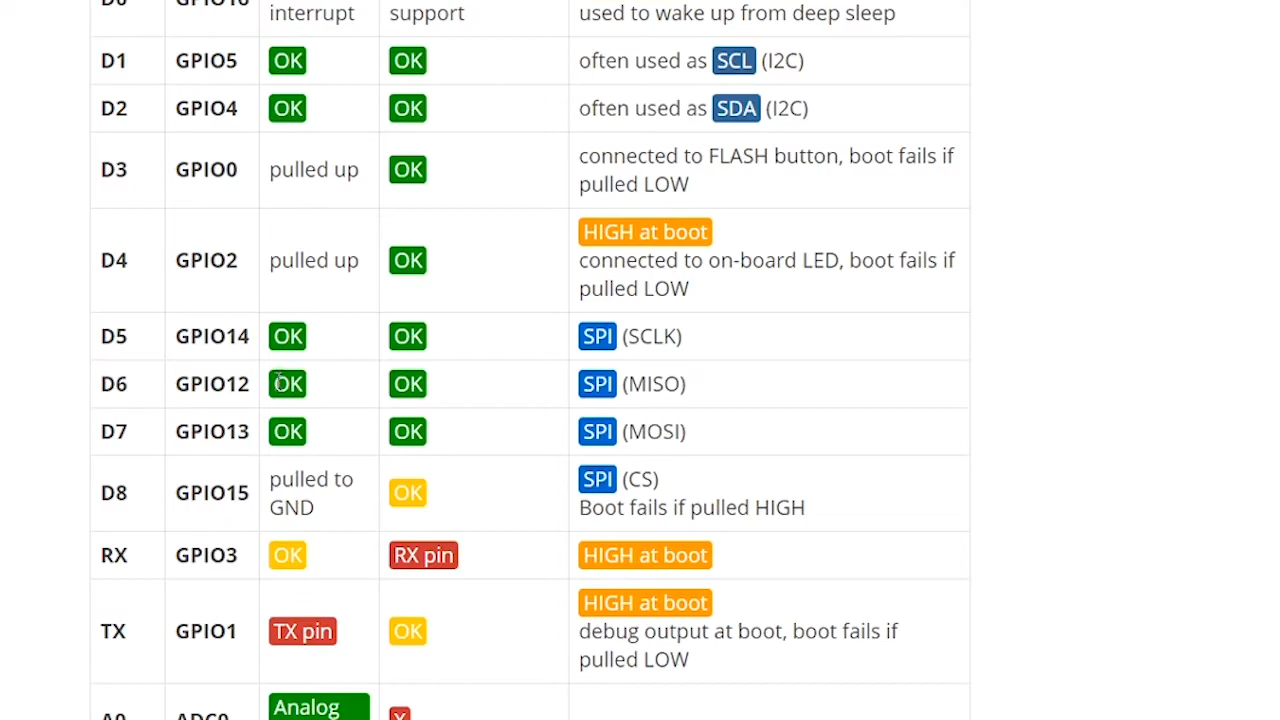 interrupt support used to wake up from deep sleep
D1 GPIO5 OK OK often used as SCL (I2C)
D2 GPIO4 OK OK often used as SDA (I2C)
D3 GPIO0 pulled up OK connected to FLASH button, boot fails if
pulled LOW
HIGH at boot
D4 GPIO2 pulled up OK connected to on-board LED, boot fails if
pulled LOW
D5 GPIO14 OK OK SPI (SCLK)
D6 GPIO12 OK OK SPI (MISO)
D7 GPIO13 OK OK SPI (MOSI)
D8 GPIO15 pulled to
GND
OK SPI (CS)
Boot fails if pulled HIGH
RX GPIO3 OK RX pin HIGH at boot
HIGH at boot
TX GPIO1 TX pin OK debug output at boot, boot fails if
pulled LOW
A0 ADC0 Analog X